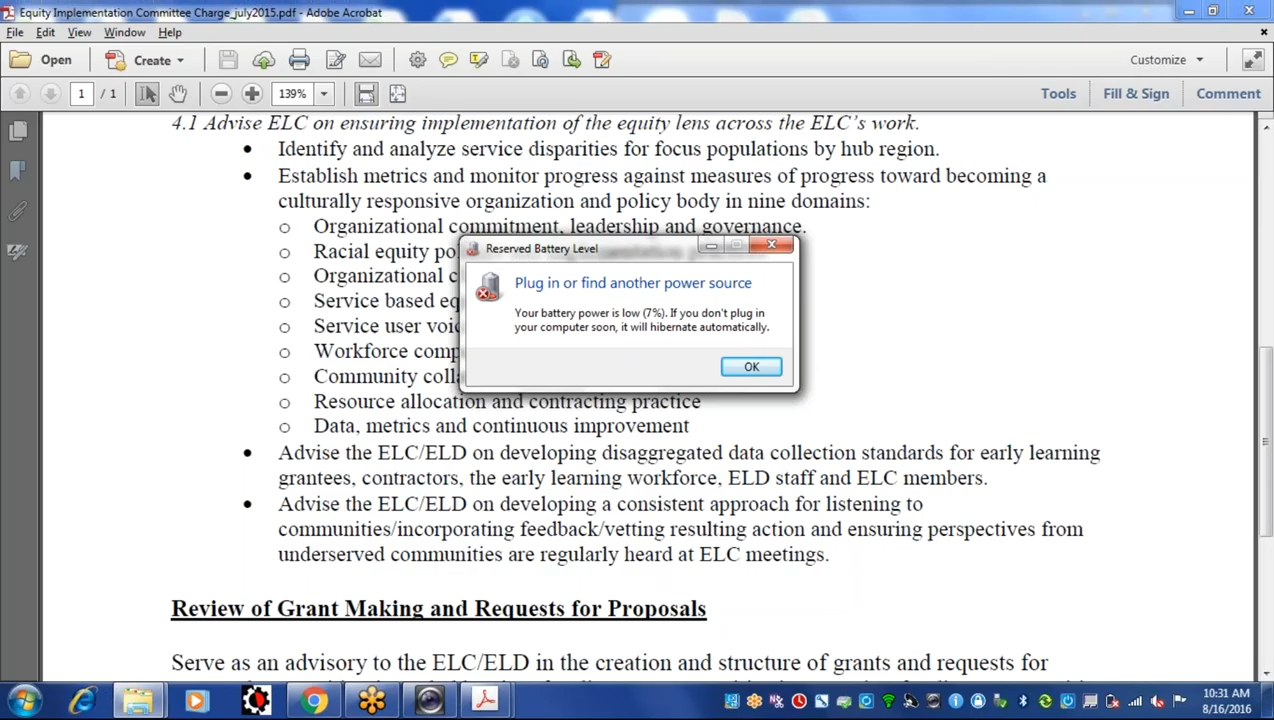 Equity Implementation Committee Charge_july2015.pdf - Adobe Acrobat
File Edit View Window Help
Open Create Customize
1 / 1 139% Tools Fill & Sign Comment
4.1 Advise ELC on ensuring implementation of the equity lens across the ELC's work.
• Identify and analyze service disparities for focus populations by hub region.
• Establish metrics and monitor progress against measures of progress toward becoming a
culturally responsive organization and policy body in nine domains:
o Organizational commitment, leadership and governance.
o Racial equity
o Organizational
o Service based
o Service user
o Workforce
o Community
o Resource allocation and contracting practice
o Data, metrics and continuous improvement
Reserved Battery Level
Plug in or find another power source
Your battery power is low (7%). If you don't plug in
your computer soon, it will hibernate automatically.
OK
• Advise the ELC/ELD on developing disaggregated data collection standards for early learning
grantees, contractors, the early learning workforce, ELD staff and ELC members.
• Advise the ELC/ELD on developing a consistent approach for listening to
communities/incorporating feedback/vetting resulting action and ensuring perspectives from
underserved communities are regularly heard at ELC meetings.
Review of Grant Making and Requests for Proposals
Serve as an advisory to the ELC/ELD in the creation and structure of grants and requests for
10:31 AM
8/16/2016